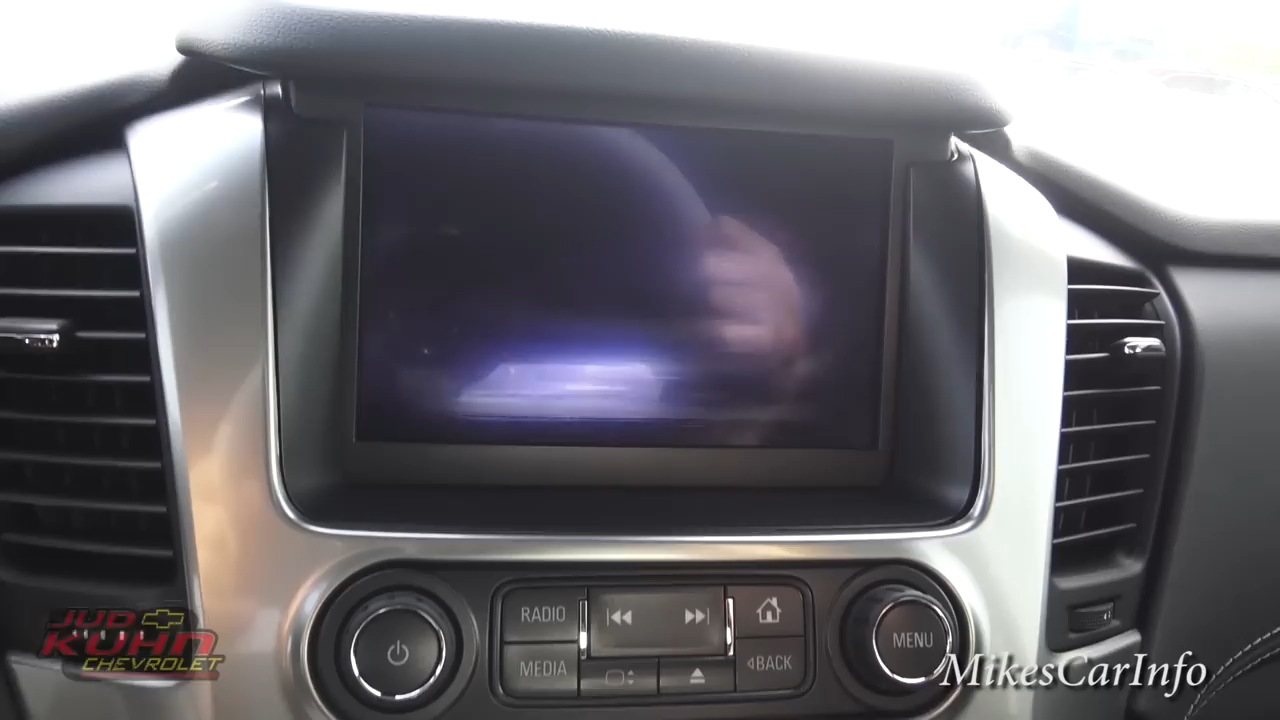 RADIO
MEDIA
BACK
MENU
JUD
KUHN
CHEVROLET
MikesCarInfo